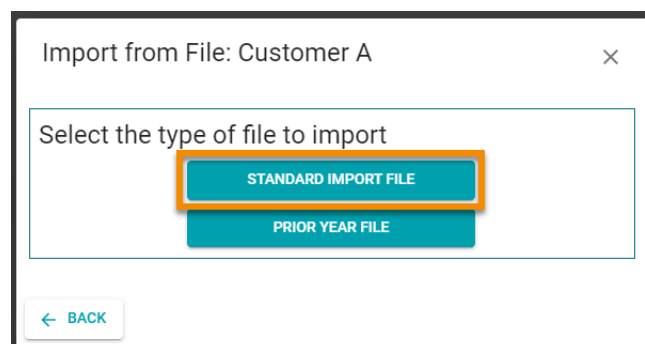 Import from File: Customer A
Select the type of file to import
STANDARD IMPORT FILE
PRIOR YEAR FILE
BACK